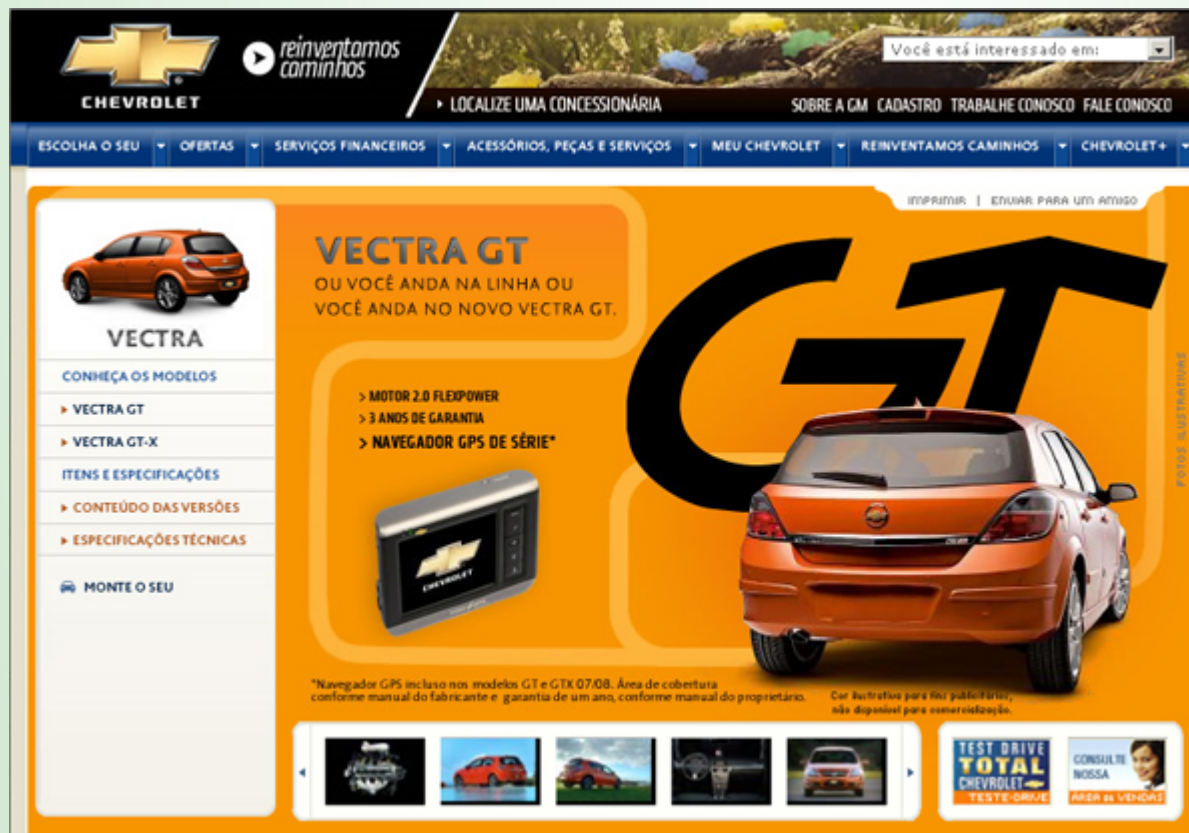 CHEVROLET
reinventamos
caminhos
Você está interessado em:
LOCALIZE UMA CONCESSIONÁRIA
SOBRE A GM CADASTRO TRABALHE CONOSCO FALE CONOSCO
ESCOLHA O SEU OFERTAS SERVIÇOS FINANCEIROS ACESSÓRIOS, PEÇAS E SERVIÇOS MEU CHEVROLET REINVENTAMOS CAMINHOS CHEVROLET+
IMPRIMIR | ENVIAR PARA UM AMIGO
VECTRA
CONHEÇA OS MODELOS
VECTRA GT
VECTRA GT-X
ITENS E ESPECIFICAÇÕES
CONTEÚDO DAS VERSÕES
ESPECIFICAÇÕES TÉCNICAS
MONTE O SEU
VECTRA GT
OU VOCÊ ANDA NA LINHA OU
VOCÊ ANDA NO NOVO VECTRA GT.
GT
> MOTOR 2.0 FLEXPOWER
> 3 ANOS DE GARANTIA
> NAVEGADOR GPS DE SÉRIE*
CHEVROLET
FOTOS ILUSTRATIVAS
*Navegador GPS incluso nos modelos GT e GTX 07/08. Área de cobertura
conforme manual do fabricante e garantia de um ano, conforme manual do proprietário.
Cor ilustrativa para fins publicitários,
não disponível para comercialização.
TEST DRIVE
TOTAL
CHEVROLET
TESTE-DRIVE
CONSULTE
NOSSA
ÁREA DE VENDAS